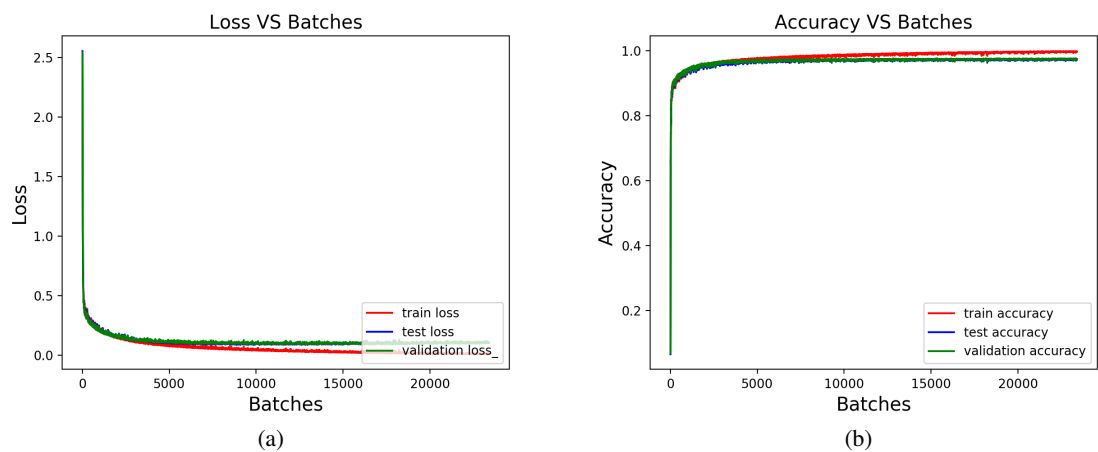 Loss VS Batches
Loss
2.5
2.0
1.5
1.0
0.5
0.0
train loss
test loss
validation loss_
0
5000
10000
15000
20000
Batches
(a)
Accuracy VS Batches
Accuracy
1.0
0.8
0.6
0.4
0.2
train accuracy
test accuracy
validation accuracy
0
5000
10000
15000
20000
Batches
(b)